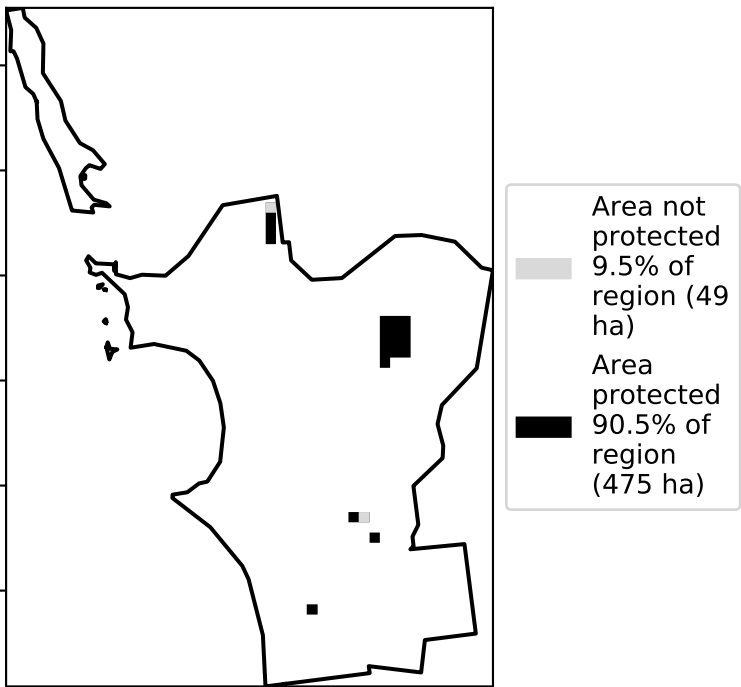 Area not
protected
9.5% of
region (49
ha)
Area
protected
90.5% of
region
(475 ha)